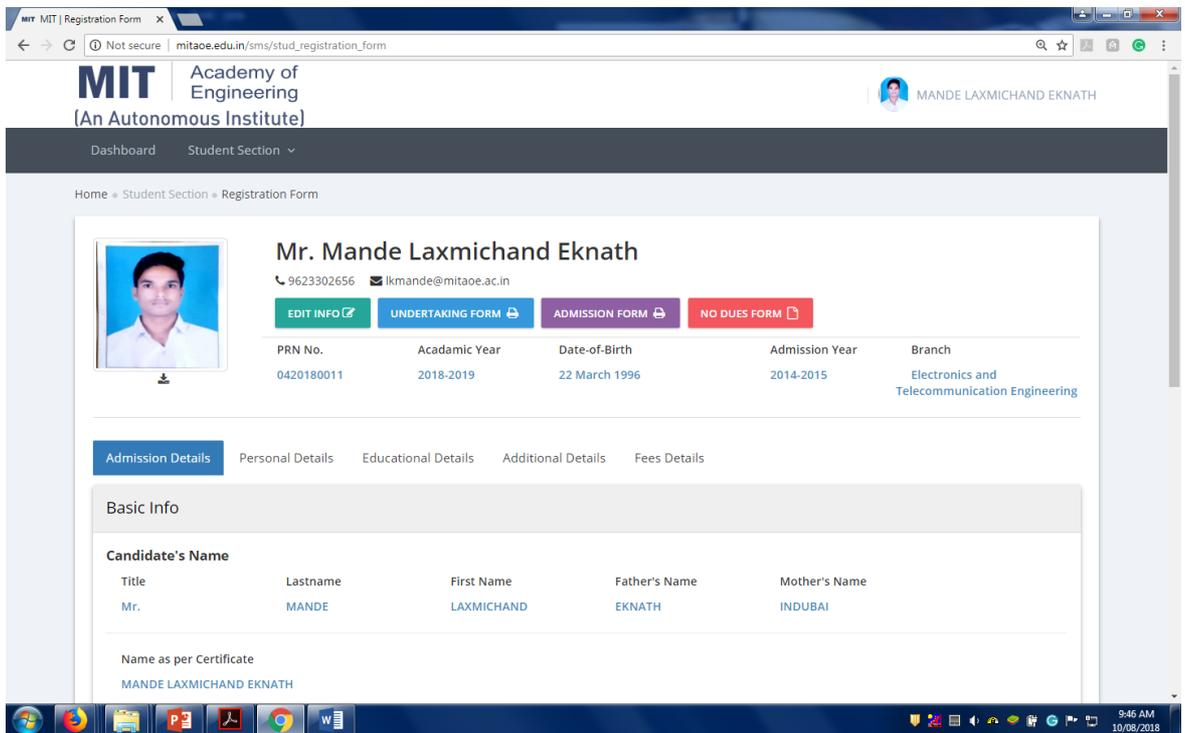 MIT MIT | Registration Form
Not secure | mitaoe.edu.in/sms/stud_registration_form
MIT Academy of
Engineering
(An Autonomous Institute)
MANDE LAXMICHAND EKNATH
Dashboard Student Section
Home Student Section Registration Form
Mr. Mande Laxmichand Eknath
9623302656 lkmande@mitaoe.ac.in
EDIT INFO UNDERTAKING FORM ADMISSION FORM NO DUES FORM
PRN No. Acadamic Year Date-of-Birth Admission Year Branch
0420180011 2018-2019 22 March 1996 2014-2015 Electronics and
Telecommunication Engineering
Admission Details Personal Details Educational Details Additional Details Fees Details
Basic Info
Candidate's Name
Title Lastname First Name Father's Name Mother's Name
Mr. MANDE LAXMICHAND EKNATH INDUBAI
Name as per Certificate
MANDE LAXMICHAND EKNATH
9:46 AM
10/08/2018